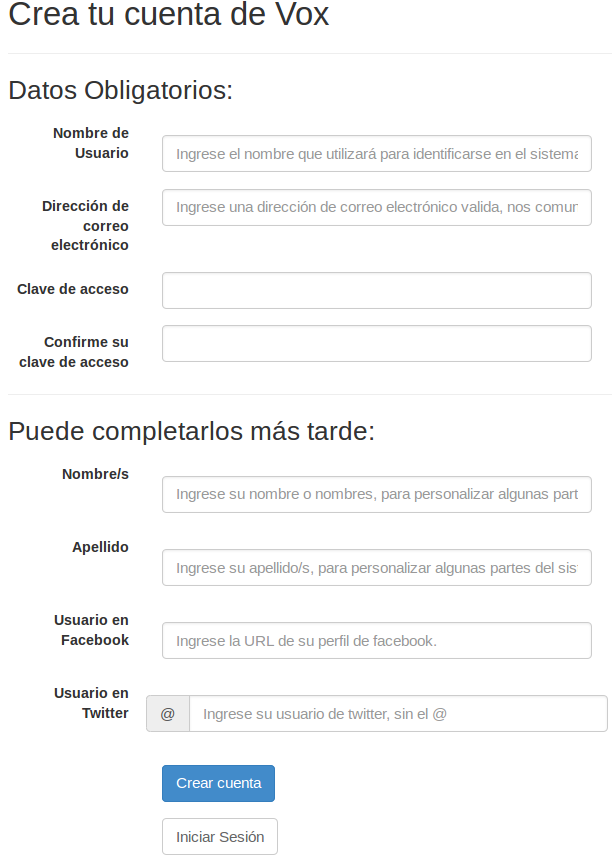 Crea tu cuenta de Vox
Datos Obligatorios:
Nombre de
Usuario
Ingrese el nombre que utilizará para identificarse en el sistema
Dirección de
correo
electrónico
Ingrese una dirección de correo electrónico valida, nos comun
Clave de acceso
Confirme su
clave de acceso
Puede completarlos más tarde:
Nombre/s
Ingrese su nombre o nombres, para personalizar algunas part
Apellido
Ingrese su apellido/s, para personalizar algunas partes del sis
Usuario en
Facebook
Ingrese la URL de su perfil de facebook.
Usuario en
Twitter
@ Ingrese su usuario de twitter, sin el @
Crear cuenta
Iniciar Sesión